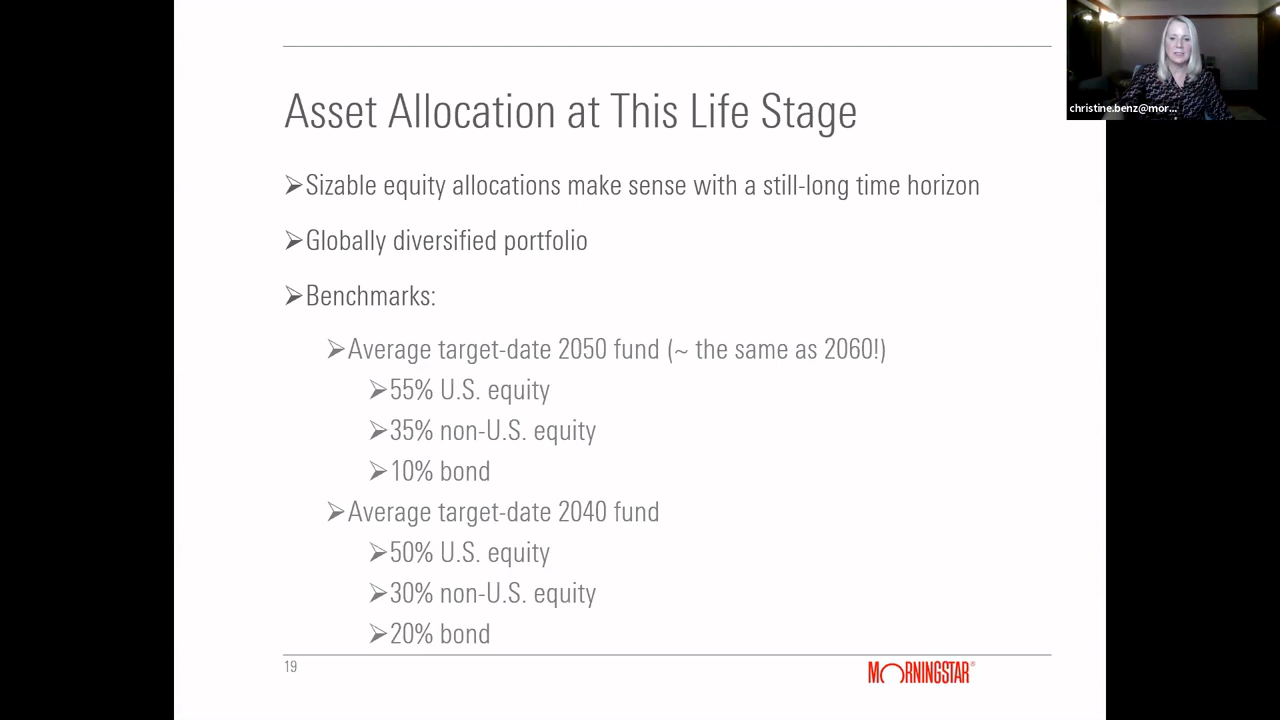 christine.benz@mor...
Asset Allocation at This Life Stage
➢Sizable equity allocations make sense with a still-long time horizon
➢Globally diversified portfolio
➢Benchmarks:
➢Average target-date 2050 fund (~ the same as 2060!)
➢55% U.S. equity
➢35% non-U.S. equity
➢10% bond
➢Average target-date 2040 fund
➢50% U.S. equity
➢30% non-U.S. equity
➢20% bond
19
MORNINGSTAR®